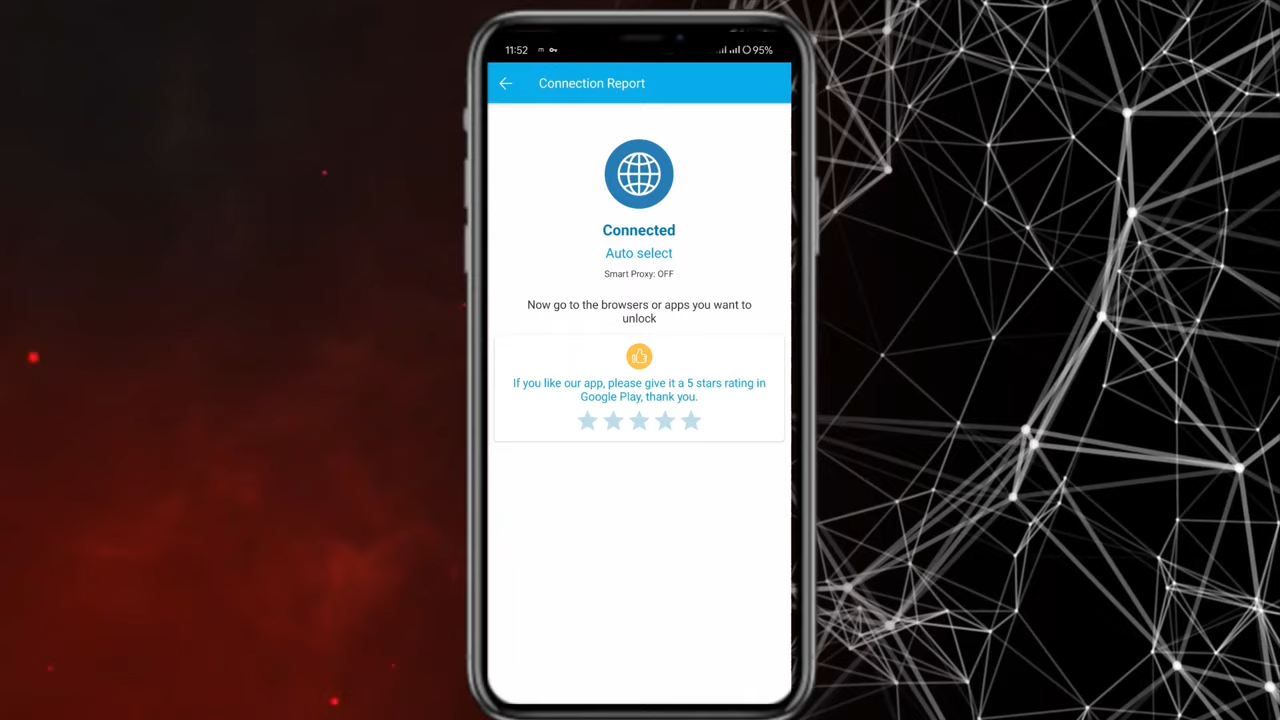 11:52 m 95%
Connection Report
Connected
Auto select
Smart Proxy: OFF
Now go to the browsers or apps you want to
unlock
If you like our app, please give it a 5 stars rating in
Google Play, thank you.